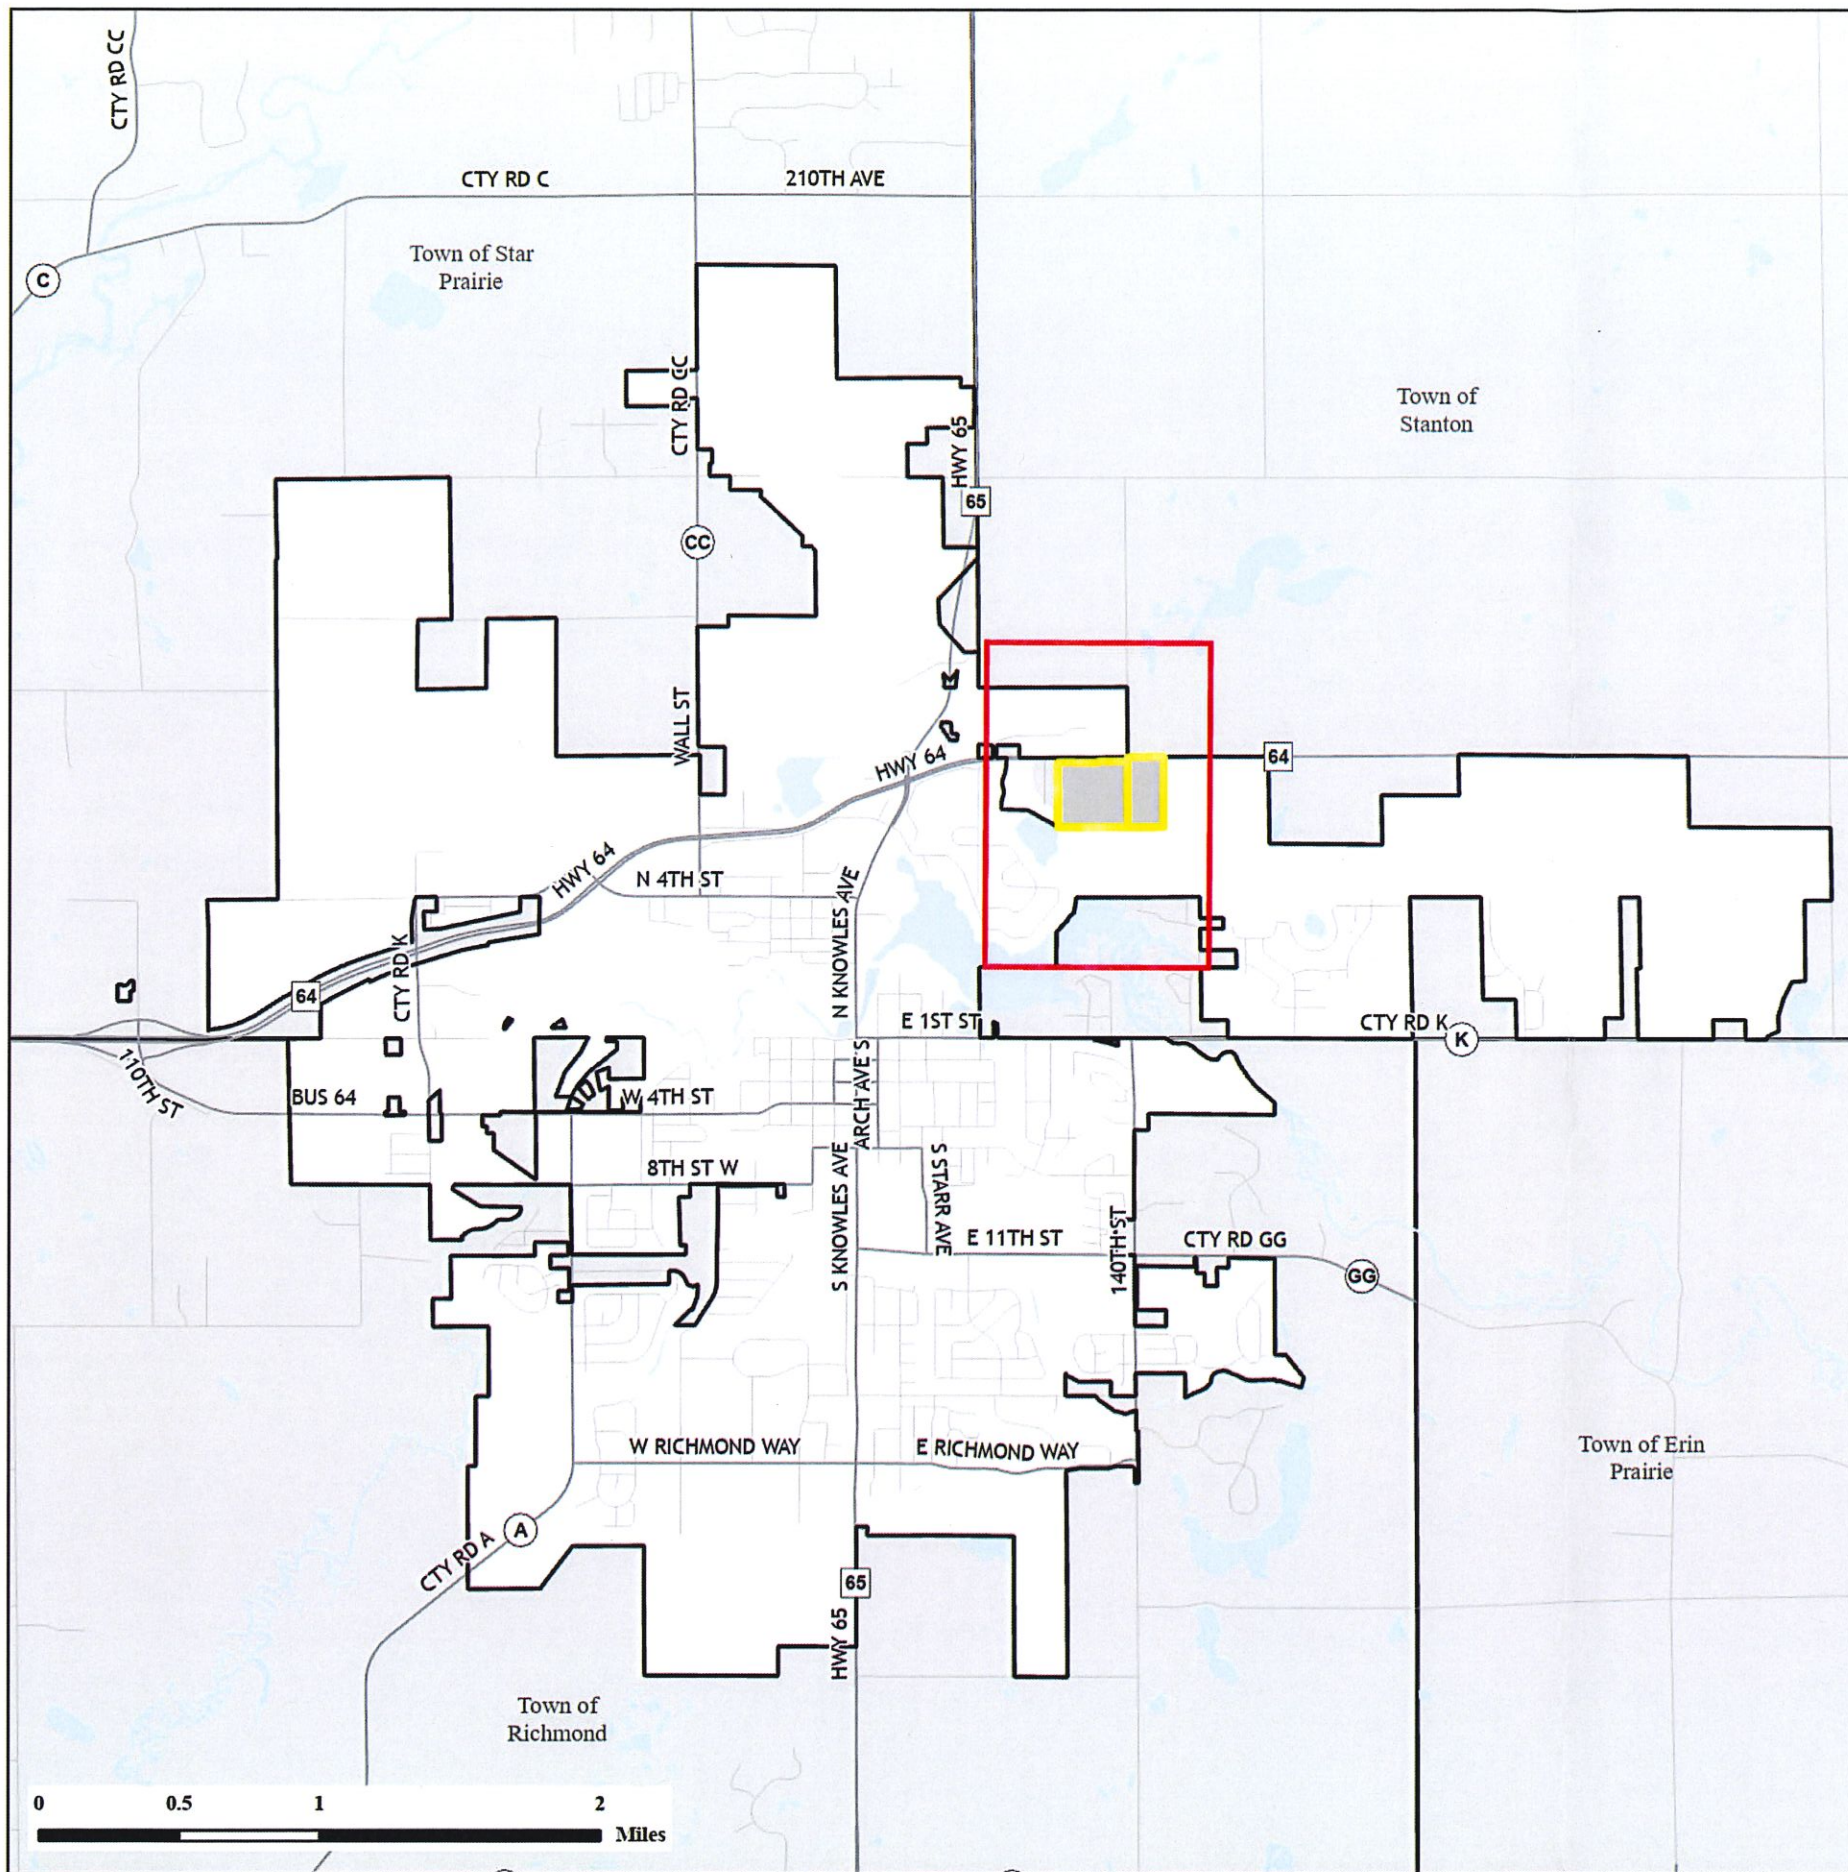 CTY RD CC
CTY RD C
210TH AVE
Town of Star
Prairie
C
CTY RD CC
HWY 65
65
Town of
Stanton
CC
WALL ST
HWY 64
64
HWY 64
N 4TH ST
N KNOWLES AVE
CTY RD K
64
E 1ST ST
CTY RD K
K
110TH ST
BUS 64
W 4TH ST
ARCH AVE S
8TH ST W
S KNOWLES AVE
S STARR AVE
E 11TH ST
140TH ST
CTY RD GG
GG
W RICHMOND WAY
E RICHMOND WAY
Town of Erin
Prairie
A
CTY RD A
65
HWY 65
Town of
Richmond
0 0.5 1 2
Miles